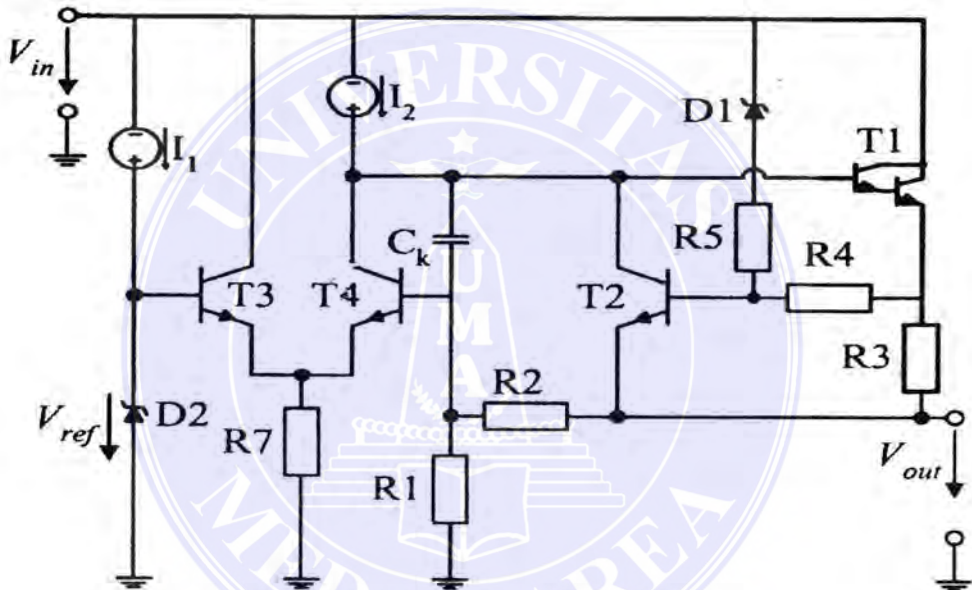 V_in
I_1
I_2
D1
T1
C_k
R5
R4
T3
T4
T2
R3
R2
V_ref
D2
R7
R1
V_out
UNIVERSITAS
UMA
MEDAN AREA